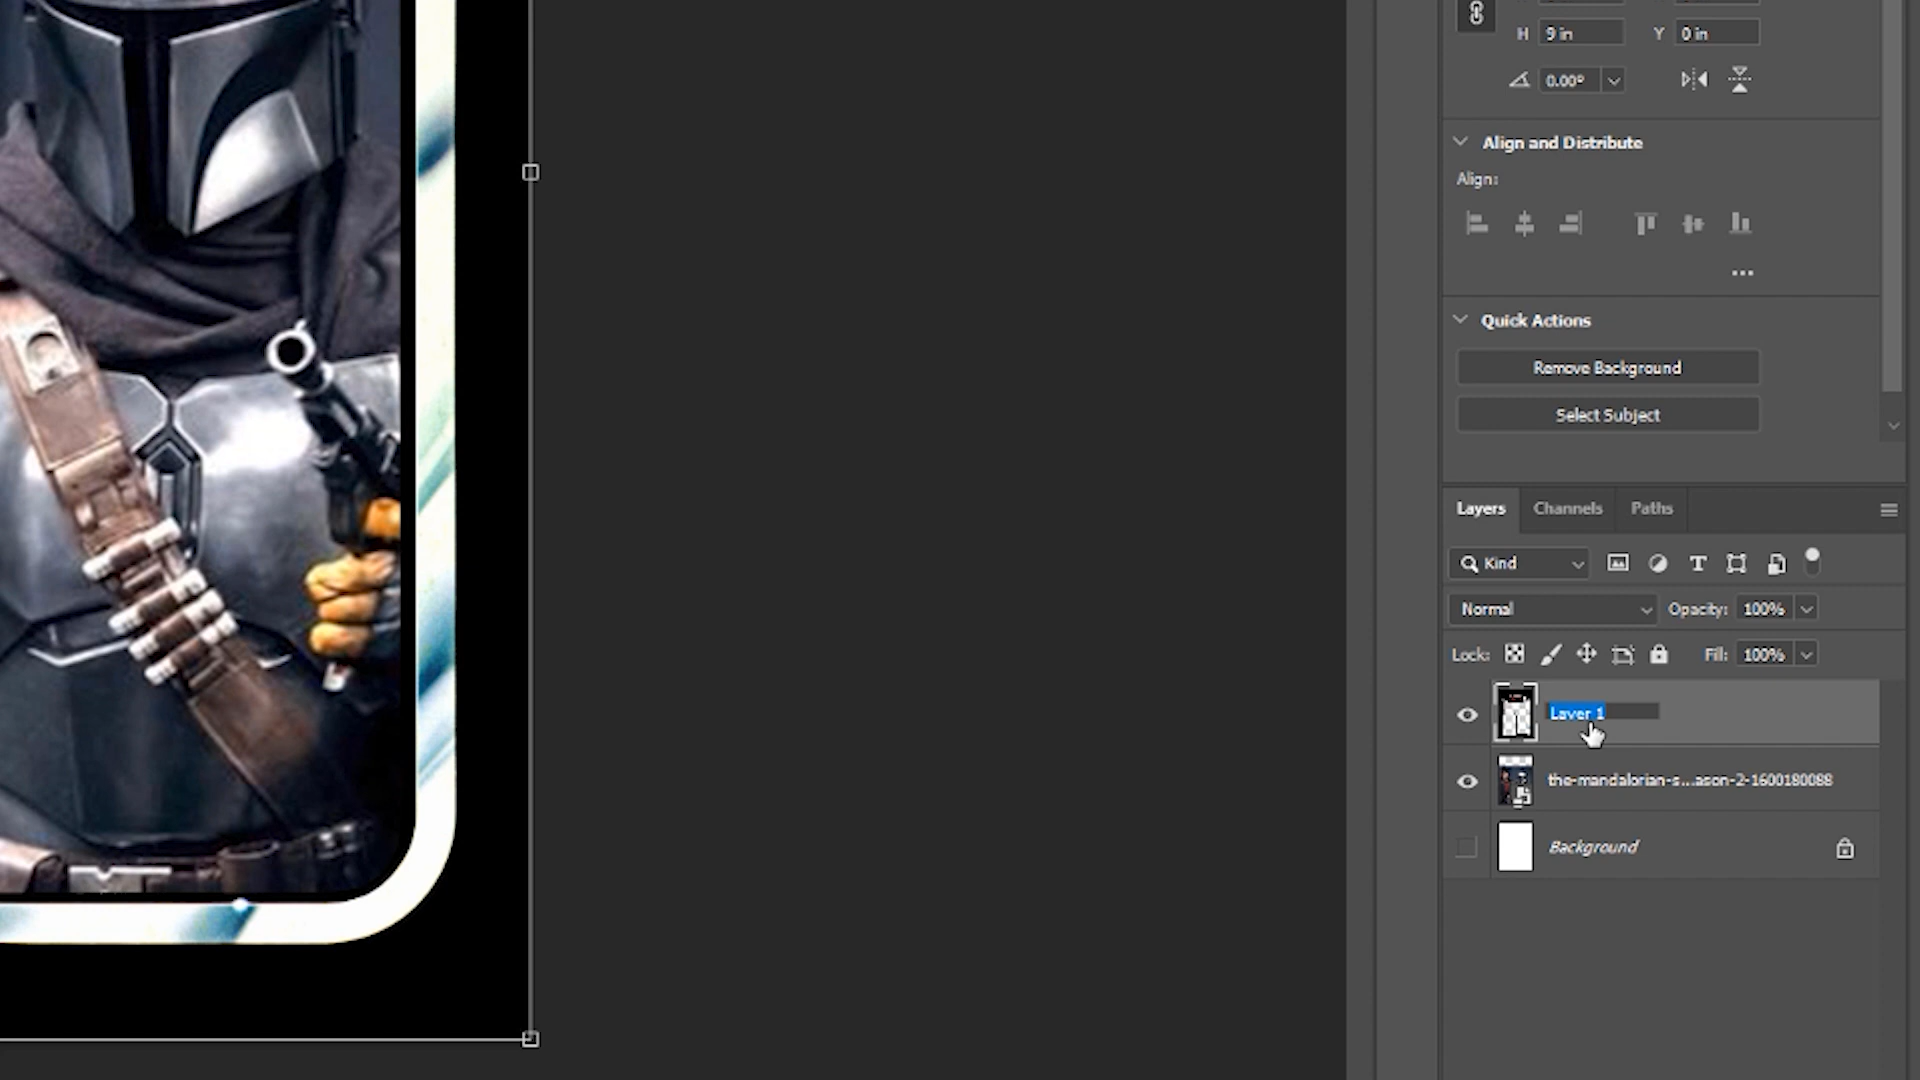 H 9 in Y 0 in
0.00°
Align and Distribute
Align:
Quick Actions
Remove Background
Select Subject
Layers Channels Paths
Kind
Normal Opacity: 100%
Lock: Fill: 100%
Layer 1
the-mandalorian-s...ason-2-1600180088
Background